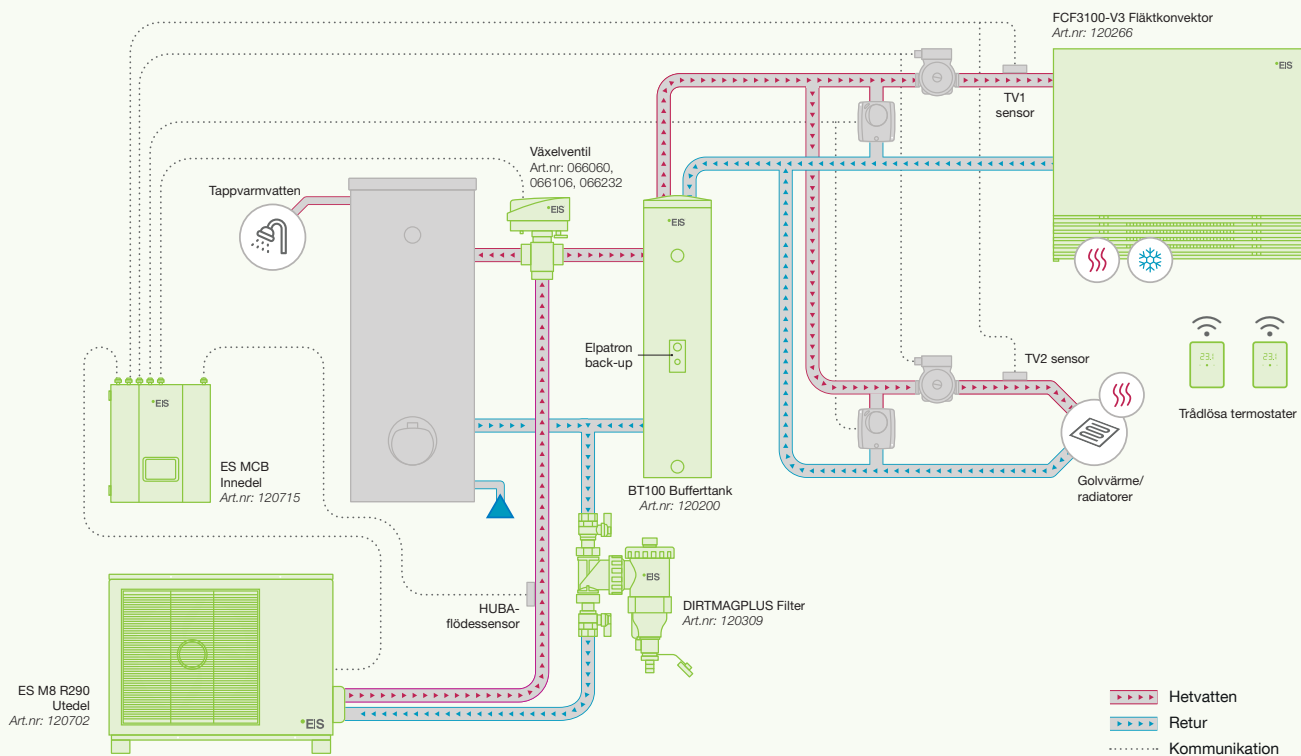 FCF3100-V3 Fläktkonvektor
Art.nr: 120266
*EIS
TV1
sensor
Växelventil
Art.nr: 066060,
066106, 066232
*EIS
Tappvarmvatten
*EIS
Elpatron
back-up
TV2 sensor
23.1
23.1
Trådlösa termostater
*EIS
ES MCB
Innedel
Art.nr: 120715
Golvvärme/
radiatorer
BT100 Bufferttank
Art.nr: 120200
*EIS
HUBA-
flödessensor
DIRTMAGPLUS Filter
Art.nr: 120309
ES M8 R290
Utedel
Art.nr: 120702
*EIS
Hetvatten
Retur
Kommunikation